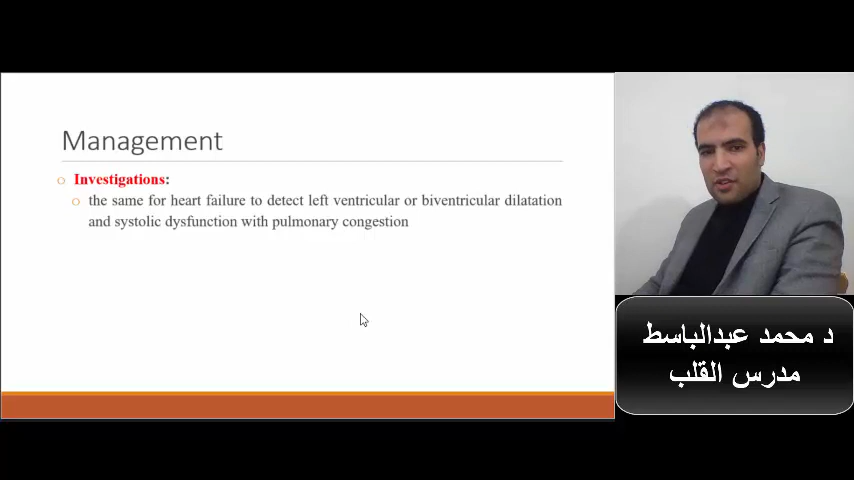 Management
Investigations:
the same for heart failure to detect left ventricular or biventricular dilatation
and systolic dysfunction with pulmonary congestion
د محمد عبدالباسط
مدرس القلب